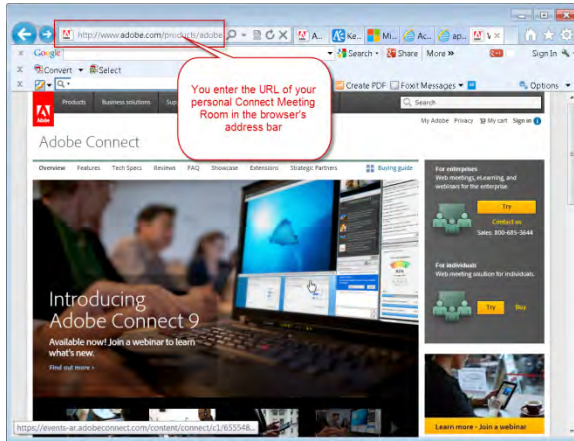 http://www.adobe.com/products/adobe
A..
Ke...
Mi...
Ac...
ap...
Google
Search
Share
More »
Sign In
Convert
Select
You enter the URL of your
personal Connect Meeting
Room in the browser's
address bar
Create PDF
Foxit Messages
Options
Adobe
Products
Business solutions
Search
My Adobe
Privacy
My cart
Sign in
Adobe Connect
Overview
Features
Tech Specs
Reviews
FAQ
Showcase
Extensions
Strategic Partners
Buying guide
For enterprises
Web meetings, eLearning, and
webinars for the enterprise.
Try
Contact us
Sales: 800-685-3644
For individuals
Web meeting solution for individuals.
Try
Buy
Introducing
Adobe Connect 9
Available now! Join a webinar to learn
what's new.
Find out more ›
https://events-ar.adobeconnect.com/content/connect/c1/655548...
Learn more - Join a webinar